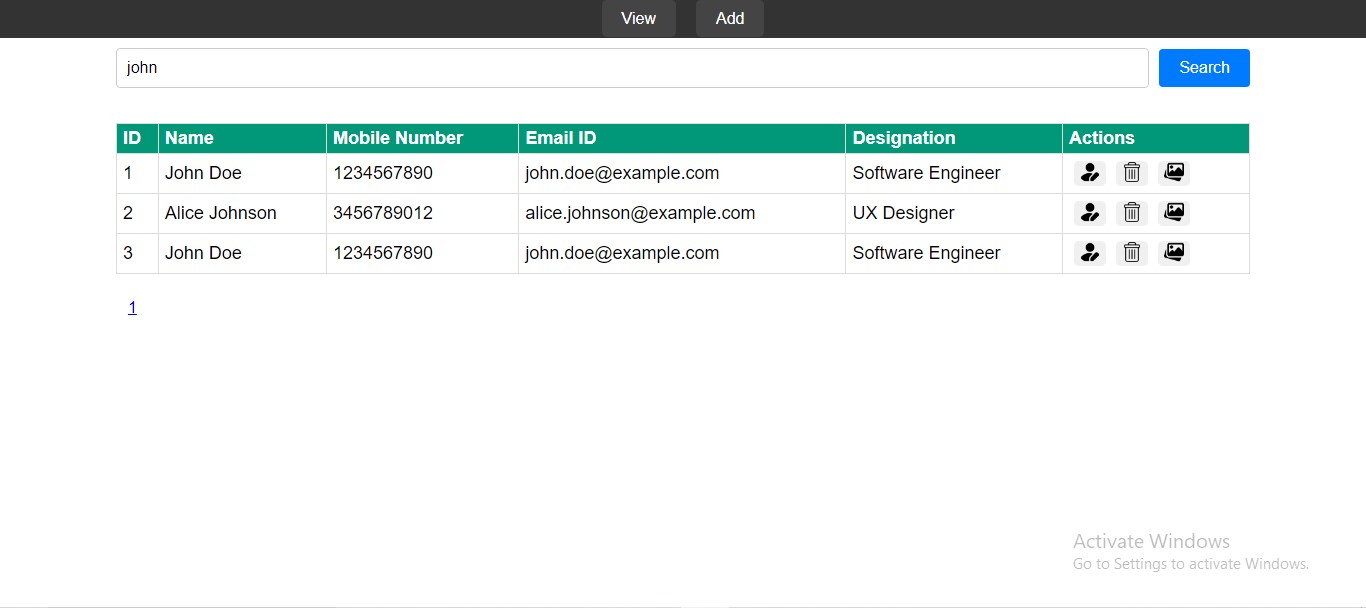 View Add
john Search
ID Name Mobile Number Email ID Designation Actions
1 John Doe 1234567890 john.doe@example.com Software Engineer
2 Alice Johnson 3456789012 alice.johnson@example.com UX Designer
3 John Doe 1234567890 john.doe@example.com Software Engineer
1
Activate Windows
Go to Settings to activate Windows.